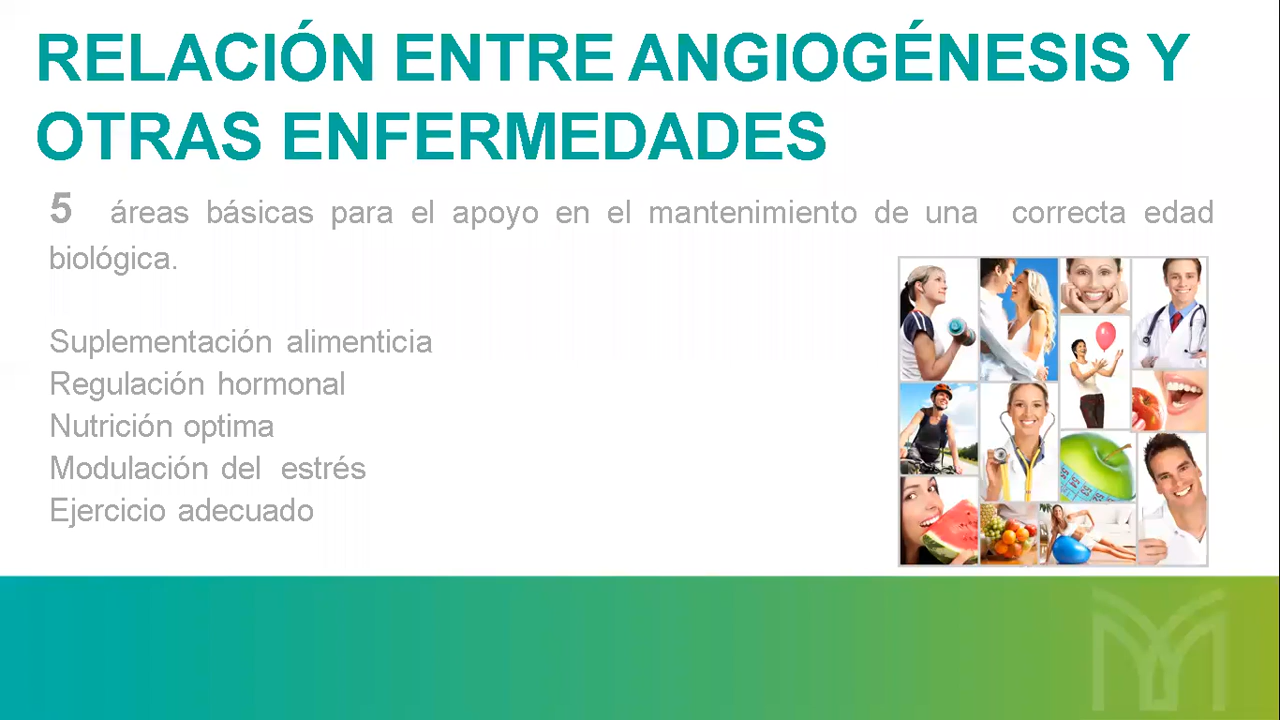 RELACIÓN ENTRE ANGIOGÉNESIS Y
OTRAS ENFERMEDADES
5 áreas básicas para el apoyo en el mantenimiento de una correcta edad
biológica.
Suplementación alimenticia
Regulación hormonal
Nutrición optima
Modulación del estrés
Ejercicio adecuado